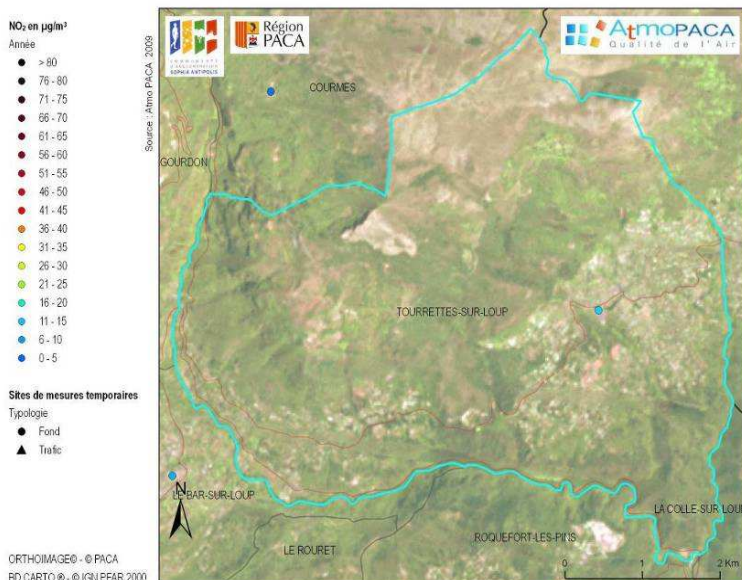 NO₂ en µg/m³
Année
> 80
76 - 80
71 - 75
66 - 70
61 - 65
56 - 60
51 - 55
46 - 50
41 - 45
36 - 40
31 - 35
26 - 30
21 - 25
16 - 20
11 - 15
6 - 10
0 - 5
Sites de mesures temporaires
Typologie
Fond
Trafic
ORTHOIMAGE© - © PACA
BD CARTO ® - © IGN PFAR 2000
Source : Atmo PACA 2009
SOPHIA ANTIPOLIS
Région
PACA
AtmoPACA
Qualité de l'Air
COURMES
GOURDON
TOURRETTES-SUR-LOUP
LE BAR-SUR-LOUP
N
LA COLLE-SUR LOUP
ROQUEFORT-LES-PINS
LE ROURET
0 1 2 Km